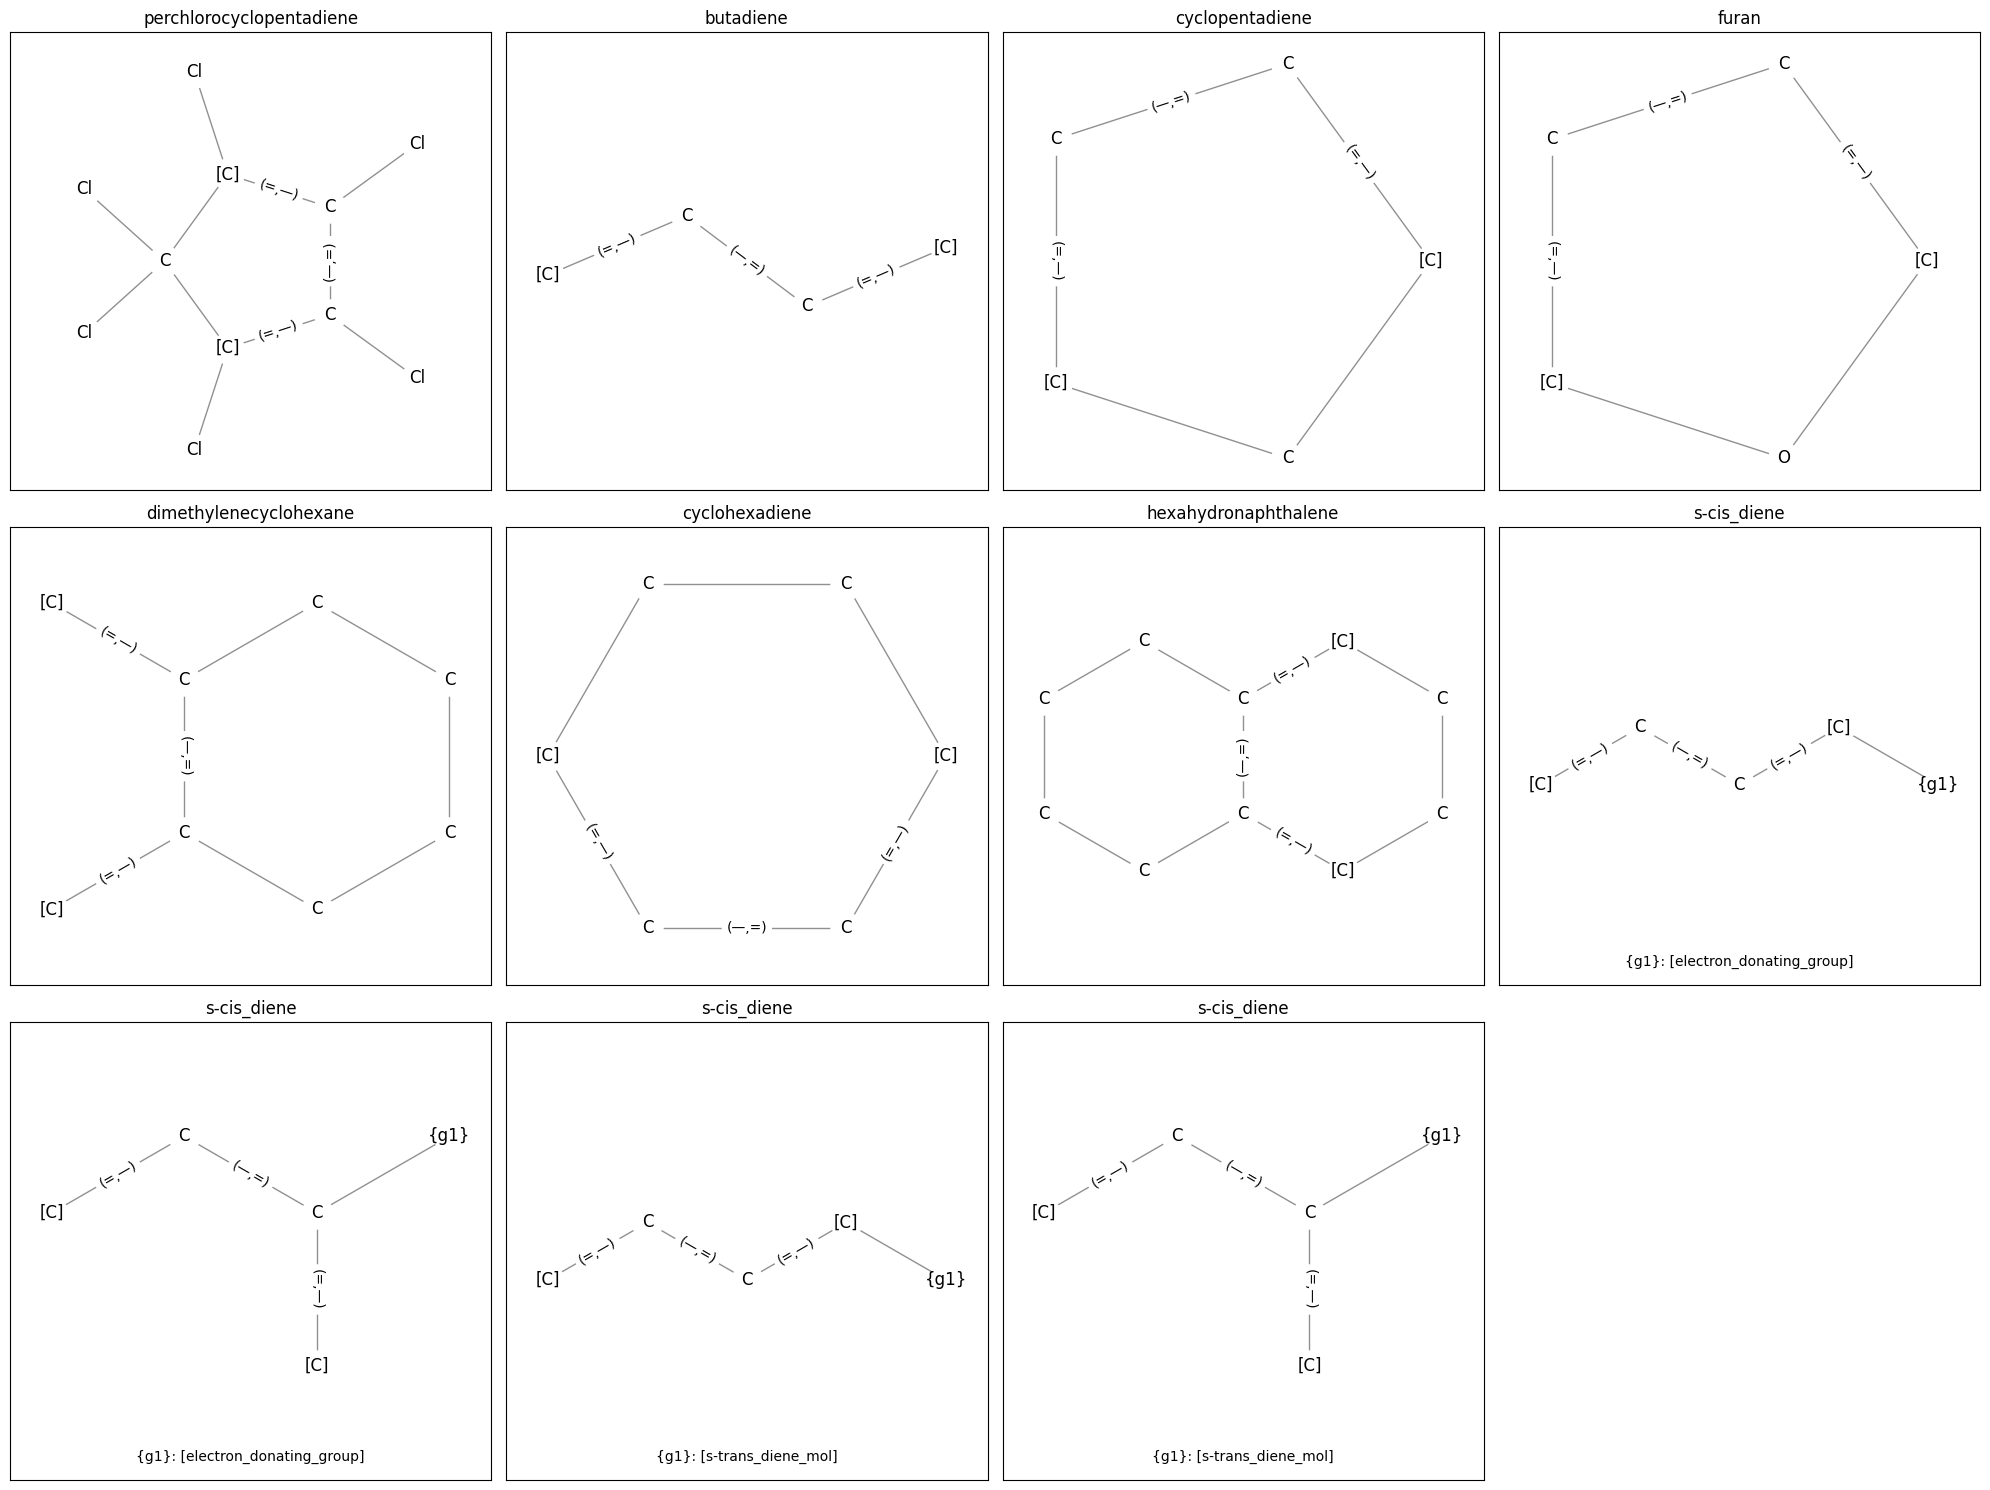 perchlorocyclopentadiene
Cl
Cl
[C]
(=,—)
Cl
C
(=,—)
C
Cl
C
[C]
(=,—)
Cl
Cl
butadiene
C
(=,—)
(—,=)
[C]
[C]
(=,—)
C
cyclopentadiene
C
(—,=)
C
(=,—)
(=,—)
[C]
[C]
C
furan
C
(—,=)
C
(=,—)
(=,—)
[C]
[C]
O
dimethylenecyclohexane
[C]
C
(=,—)
C
C
(—,=)
C
C
(=,—)
[C]
C
cyclohexadiene
C
C
[C]
[C]
(=,—)
(=,—)
C
(—,=)
C
hexahydronaphthalene
C
[C]
(=,—)
C
C
C
(=,—)
C
C
C
(=,—)
C
[C]
s-cis_diene
C
[C]
(=,—)
(—,=)
(=,—)
[C]
C
{g1}
{g1}: [electron_donating_group]
s-cis_diene
C
{g1}
(=,—)
(—,=)
[C]
C
(=,—)
[C]
{g1}: [electron_donating_group]
s-cis_diene
C
[C]
(=,—)
(—,=)
(=,—)
[C]
C
{g1}
{g1}: [s-trans_diene_mol]
s-cis_diene
C
{g1}
(=,—)
(—,=)
[C]
C
(=,—)
[C]
{g1}: [s-trans_diene_mol]